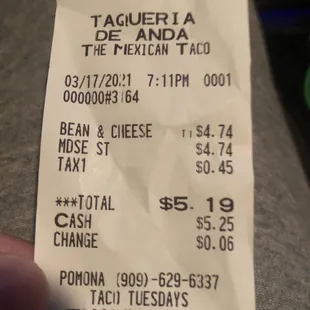 TAQUERIA
DE ANDA
THE MEXICAN TACO
03/17/2021 7:11PM 0001
000000#3164
BEAN & CHEESE T1 $4.74
MDSE ST $4.74
TAX1 $0.45
***TOTAL $5.19
CASH $5.25
CHANGE $0.06
POMONA (909)-629-6337
TACO TUESDAYS